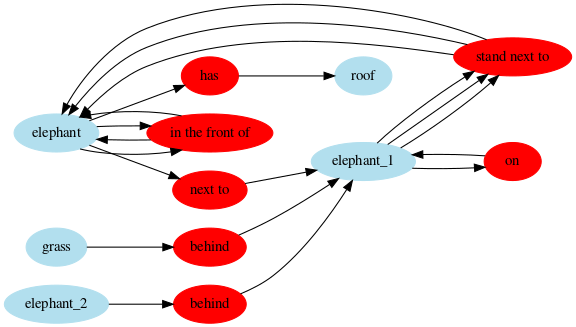 stand next to
has
roof
elephant
in the front of
elephant_1
on
next to
grass
behind
elephant_2
behind